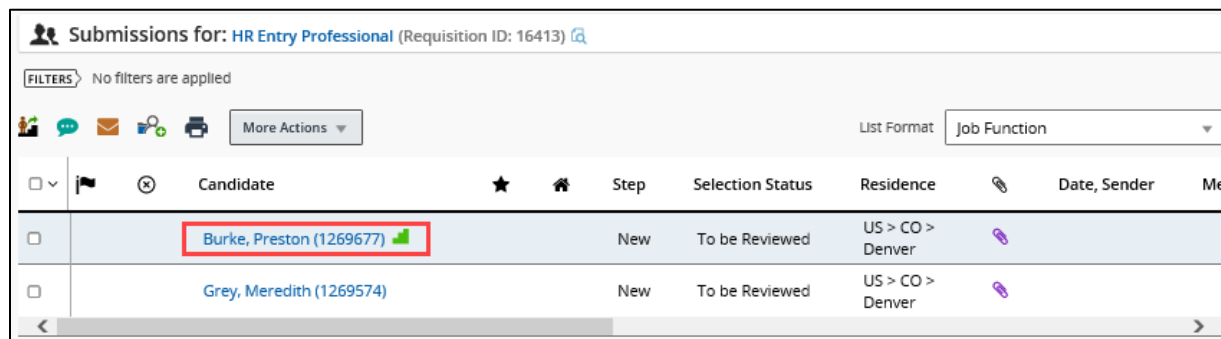 Submissions for: HR Entry Professional (Requisition ID: 16413)
FILTERS No filters are applied
More Actions List Format Job Function
Candidate Step Selection Status Residence Date, Sender Me
Burke, Preston (1269677) New To be Reviewed US > CO >
Denver
Grey, Meredith (1269574) New To be Reviewed US > CO >
Denver